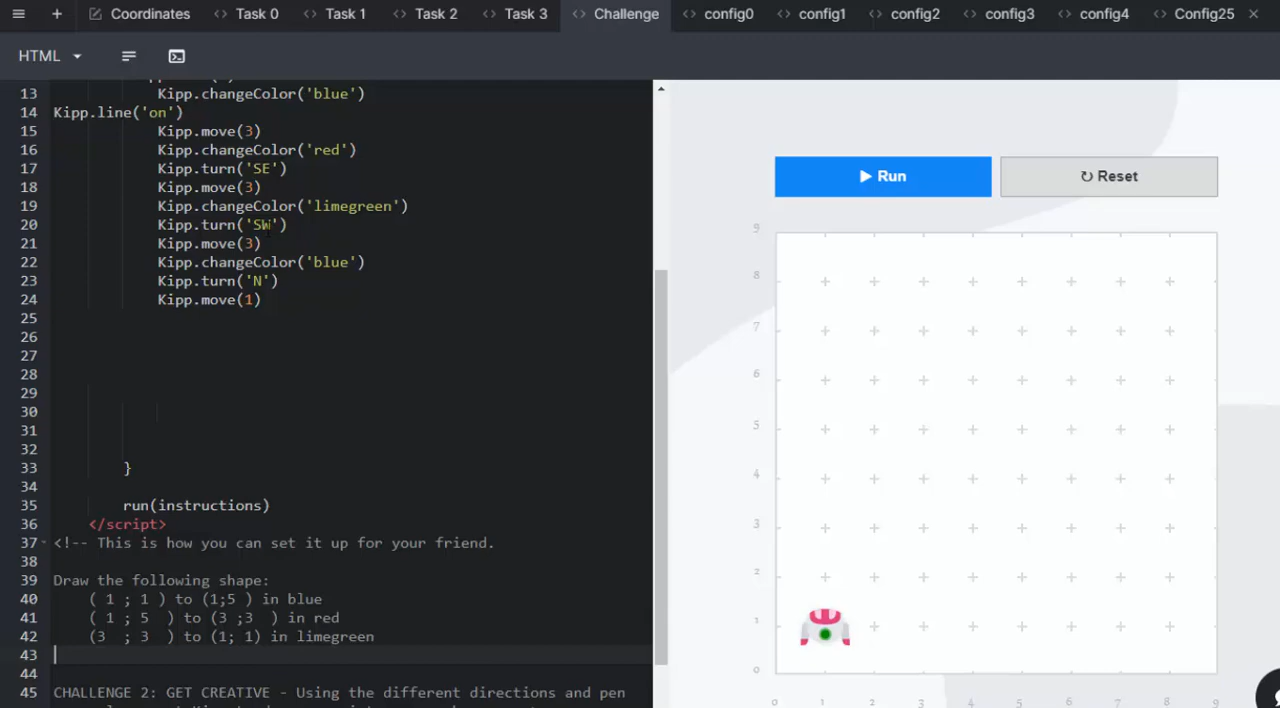 Coordinates
Task 0
Task 1
Task 2
Task 3
Challenge
config0
config1
config2
config3
config4
Config25
HTML
13 Kipp.changeColor('blue')
14 Kipp.line('on')
15 Kipp.move(3)
16 Kipp.changeColor('red')
17 Kipp.turn('SE')
18 Kipp.move(3)
19 Kipp.changeColor('limegreen')
20 Kipp.turn('SW')
21 Kipp.move(3)
22 Kipp.changeColor('blue')
23 Kipp.turn('N')
24 Kipp.move(1)
25
26
27
28
29
30
31
32
33 }
34
35 run(instructions)
36 </script>
37 <!-- This is how you can set it up for your friend.
38
39 Draw the following shape:
40 ( 1 ; 1 ) to (1;5 ) in blue
41 ( 1 ; 5 ) to (3 ;3 ) in red
42 (3 ; 3 ) to (1; 1) in limegreen
43
44
45 CHALLENGE 2: GET CREATIVE - Using the different directions and pen
Run
Reset
9
8
7
6
5
4
3
2
1
0
0 1 2 3 4 5 6 7 8 9